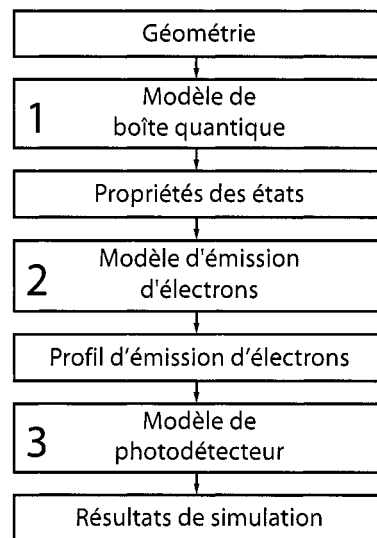 Géométrie
1
Modèle de
boîte quantique
Propriétés des états
2
Modèle d'émission
d'électrons
Profil d'émission d'électrons
3
Modèle de
photodétecteur
Résultats de simulation